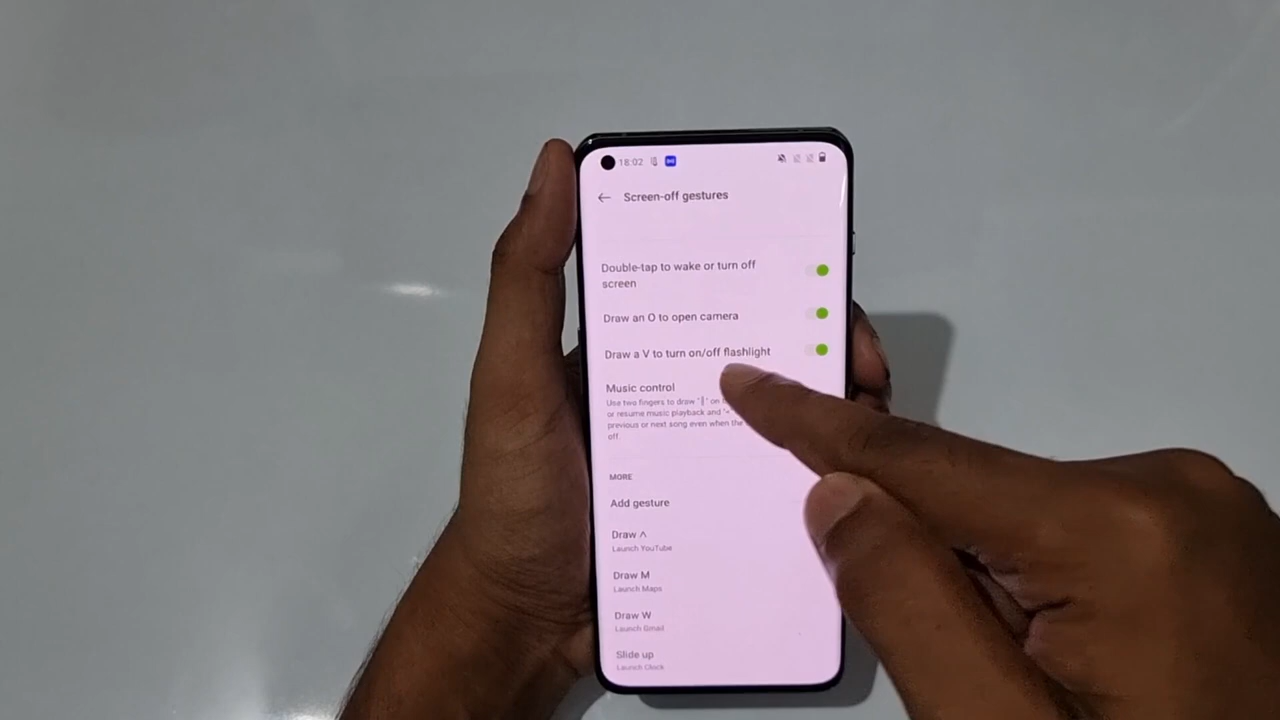 18:02
Screen-off gestures
Double-tap to wake or turn off
screen
Draw an O to open camera
Draw a V to turn on/off flashlight
Music control
Use two fingers to draw "||" on
or resume music playback and "<
previous or next song even when the
off.
MORE
Add gesture
Draw Λ
Launch YouTube
Draw M
Launch Maps
Draw W
Launch Gmail
Slide up
Launch Clock